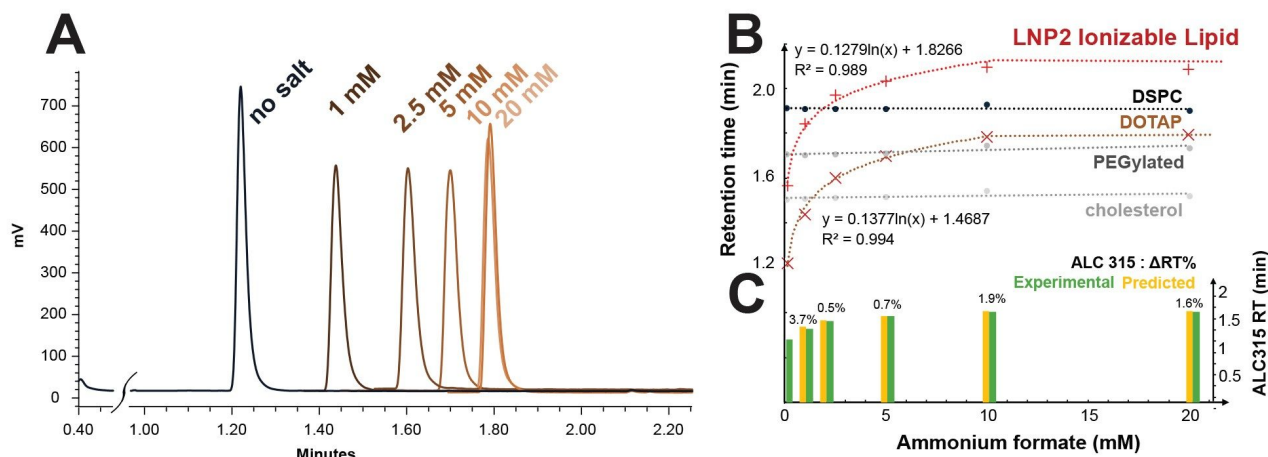 A
no salt
1 mM
2.5 mM
5 mM
10 mM
20 mM
700
600
500
400
300
200
100
0
mV
0.40 1.00 1.20 1.40 1.60 1.80 2.00 2.20
Minutes
B
y = 0.1279ln(x) + 1.8266
R² = 0.989
LNP2 Ionizable Lipid
DSPC
DOTAP
PEGylated
cholesterol
y = 0.1377ln(x) + 1.4687
R² = 0.994
2.0
1.6
1.2
Retention time (min)
C
ALC 315 : ΔRT%
Experimental Predicted
3.7% 0.5% 0.7% 1.9% 1.6%
2
1.5
1
0.5
ALC315 RT (min)
0 5 10 15 20
Ammonium formate (mM)